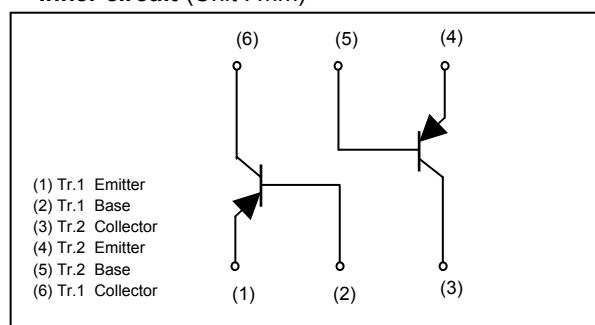 Inner circuit (Unit : mm)
(6) (5) (4)
(1) Tr.1 Emitter
(2) Tr.1 Base
(3) Tr.2 Collector
(4) Tr.2 Emitter
(5) Tr.2 Base
(6) Tr.1 Collector
(1) (2) (3)